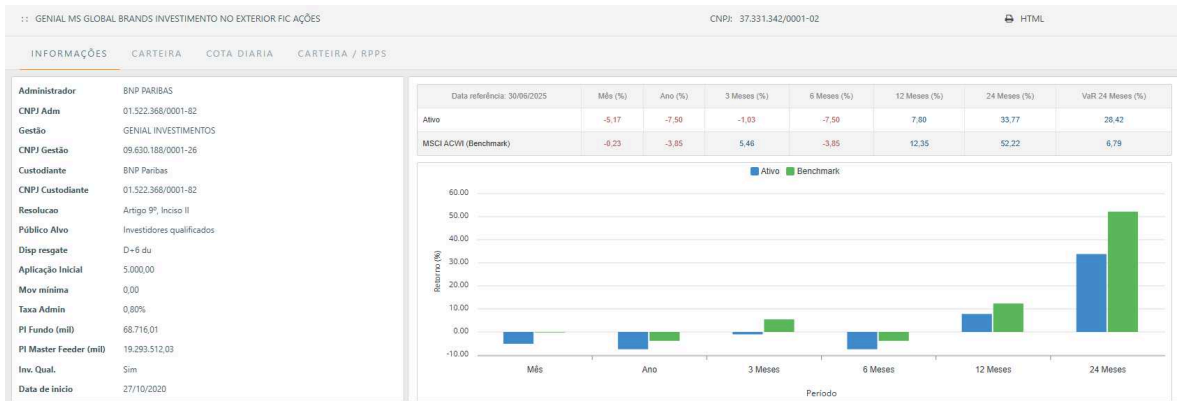 :: GENIAL MS GLOBAL BRANDS INVESTIMENTO NO EXTERIOR FIC AÇÕES CNPJ: 37.331.342/0001-02 HTML
INFORMAÇÕES CARTEIRA COTA DIARIA CARTEIRA / RPPS
Administrador BNP PARIBAS
CNPJ Adm 01.522.368/0001-82
Gestão GENIAL INVESTIMENTOS
CNPJ Gestão 09.630.188/0001-26
Custodiante BNP Paribas
CNPJ Custodiante 01.522.368/0001-82
Resolucao Artigo 9º, Inciso II
Público Alvo Investidores qualificados
Disp resgate D+6 du
Aplicação Inicial 5.000,00
Mov mínima 0,00
Taxa Admin 0,80%
Pl Fundo (mil) 68.716,01
Pl Master Feeder (mil) 19.293.512,03
Inv. Qual. Sim
Data de inicio 27/10/2020
Data referência: 30/06/2025 Mês (%) Ano (%) 3 Meses (%) 6 Meses (%) 12 Meses (%) 24 Meses (%) VaR 24 Meses (%)
Ativo -5,17 -7,50 -1,03 -7,50 7,80 33,77 28,42
MSCI ACWI (Benchmark) -0,23 -3,85 5,46 -3,85 12,35 52,22 6,79
Ativo Benchmark
60.00
50.00
40.00
30.00
20.00
10.00
0.00
-10.00
Retorno (%)
Mês Ano 3 Meses 6 Meses 12 Meses 24 Meses
Período